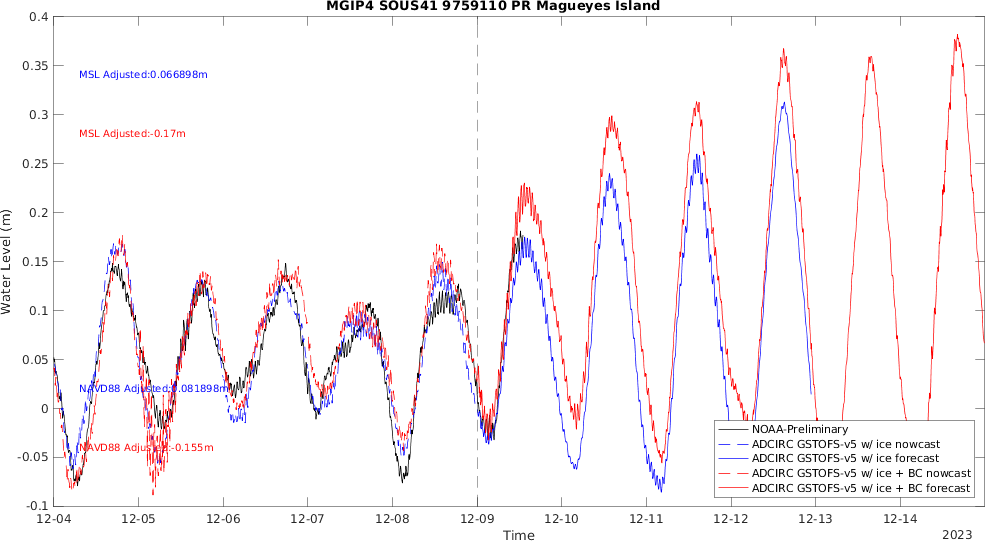 MGIP4 SOUS41 9759110 PR Magueyes Island
0.4
0.35
0.3
0.25
0.2
0.15
0.1
0.05
0
-0.05
-0.1
Water Level (m)
MSL Adjusted:0.066898m
MSL Adjusted:-0.17m
NAVD88 Adjusted:0.081898m
NAVD88 Adjusted:-0.155m
NOAA-Preliminary
ADCIRC GSTOFS-v5 w/ ice nowcast
ADCIRC GSTOFS-v5 w/ ice forecast
ADCIRC GSTOFS-v5 w/ ice + BC nowcast
ADCIRC GSTOFS-v5 w/ ice + BC forecast
12-04 12-05 12-06 12-07 12-08 12-09 12-10 12-11 12-12 12-13 12-14
Time
2023